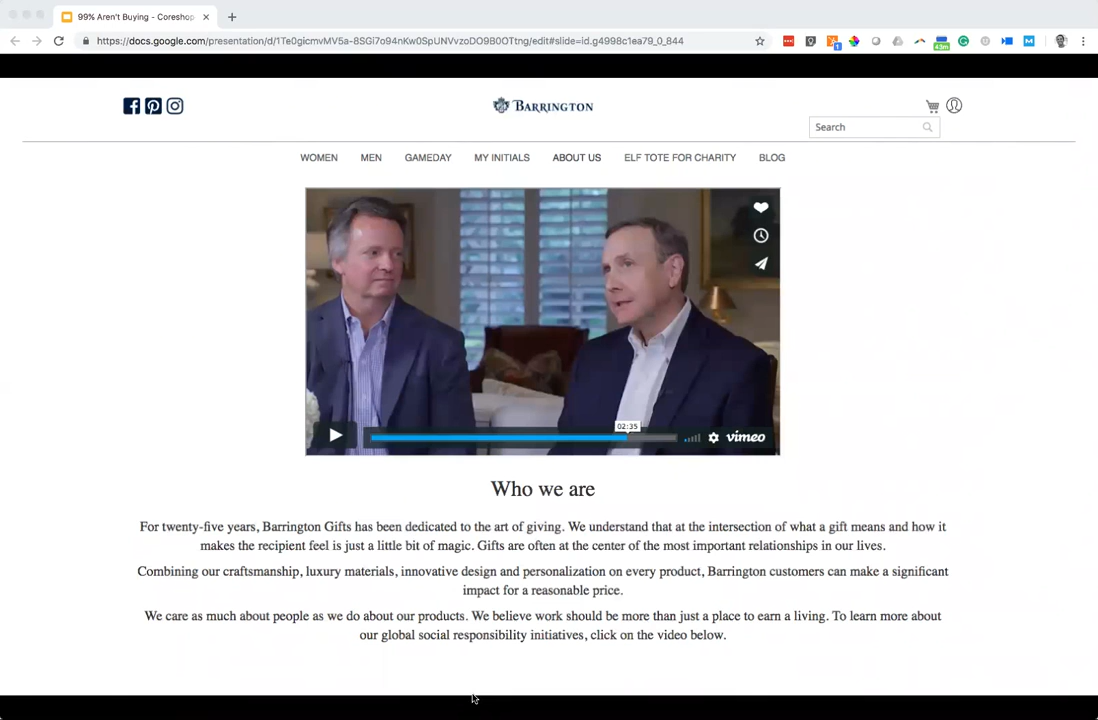 99% Aren't Buying - Coreshop
https://docs.google.com/presentation/d/1Te0gicmvMV5a-8SGi7o94nKw0SpUNVvzoDO9B0OTtng/edit#slide=id.g4998c1ea79_0_844
1
43m
BARRINGTON
Search
WOMEN MEN GAMEDAY MY INITIALS ABOUT US ELF TOTE FOR CHARITY BLOG
02:35
vimeo
Who we are
For twenty-five years, Barrington Gifts has been dedicated to the art of giving. We understand that at the intersection of what a gift means and how it
makes the recipient feel is just a little bit of magic. Gifts are often at the center of the most important relationships in our lives.
Combining our craftsmanship, luxury materials, innovative design and personalization on every product, Barrington customers can make a significant
impact for a reasonable price.
We care as much about people as we do about our products. We believe work should be more than just a place to earn a living. To learn more about
our global social responsibility initiatives, click on the video below.